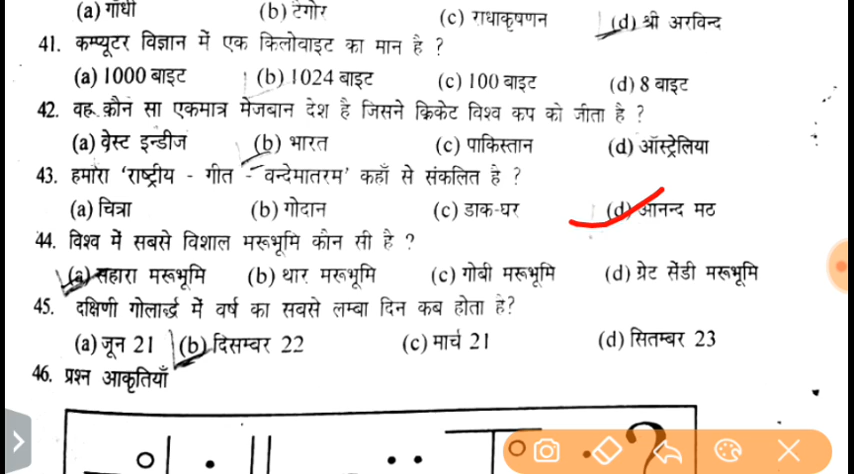 (a) गाँधी (b) टैगोर (c) राधाकृषणन (d) श्री अरविन्द
41. कम्प्यूटर विज्ञान में एक किलोवाइट का मान है ?
(a) 1000 बाइट (b) 1024 बाइट (c) 100 बाइट (d) 8 बाइट
42. वह कौन सा एकमात्र मेजबान देश है जिसने क्रिकेट विश्व कप को जीता है ?
(a) वेस्ट इन्डीज (b) भारत (c) पाकिस्तान (d) ऑस्ट्रेलिया
43. हमारा 'राष्ट्रीय - गीत - वन्देमातरम' कहाँ से संकलित है ?
(a) चित्रा (b) गोदान (c) डाक-घर (d) आनन्द मठ
44. विश्व में सबसे विशाल मरूभूमि कौन सी है ?
(a) सहारा मरूभूमि (b) थार मरूभूमि (c) गोबी मरूभूमि (d) ग्रेट सेंडी मरूभूमि
45. दक्षिणी गोलार्द्ध में वर्ष का सबसे लम्बा दिन कब होता है?
(a) जून 21 (b) दिसम्बर 22 (c) मार्च 21 (d) सितम्बर 23
46. प्रश्न आकृतियाँ
?